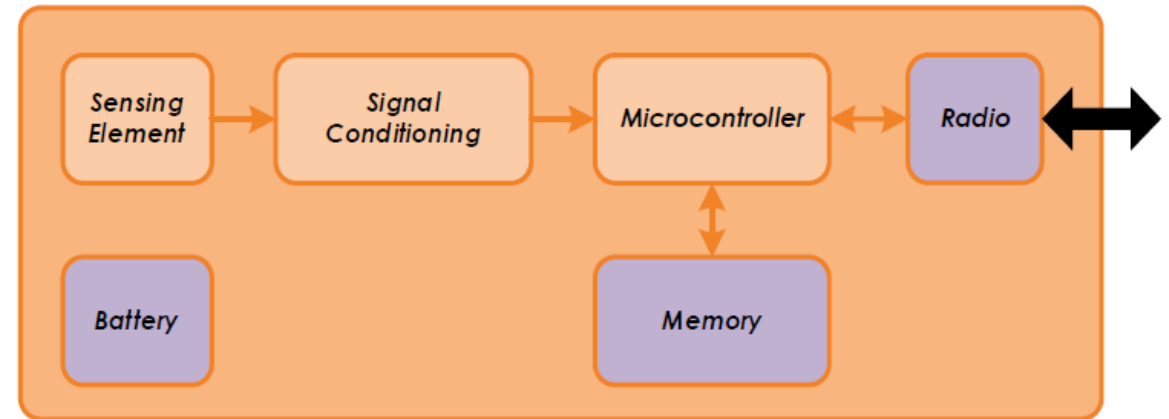 Sensing
Element
Signal
Conditioning
Microcontroller
Radio
Battery
Memory